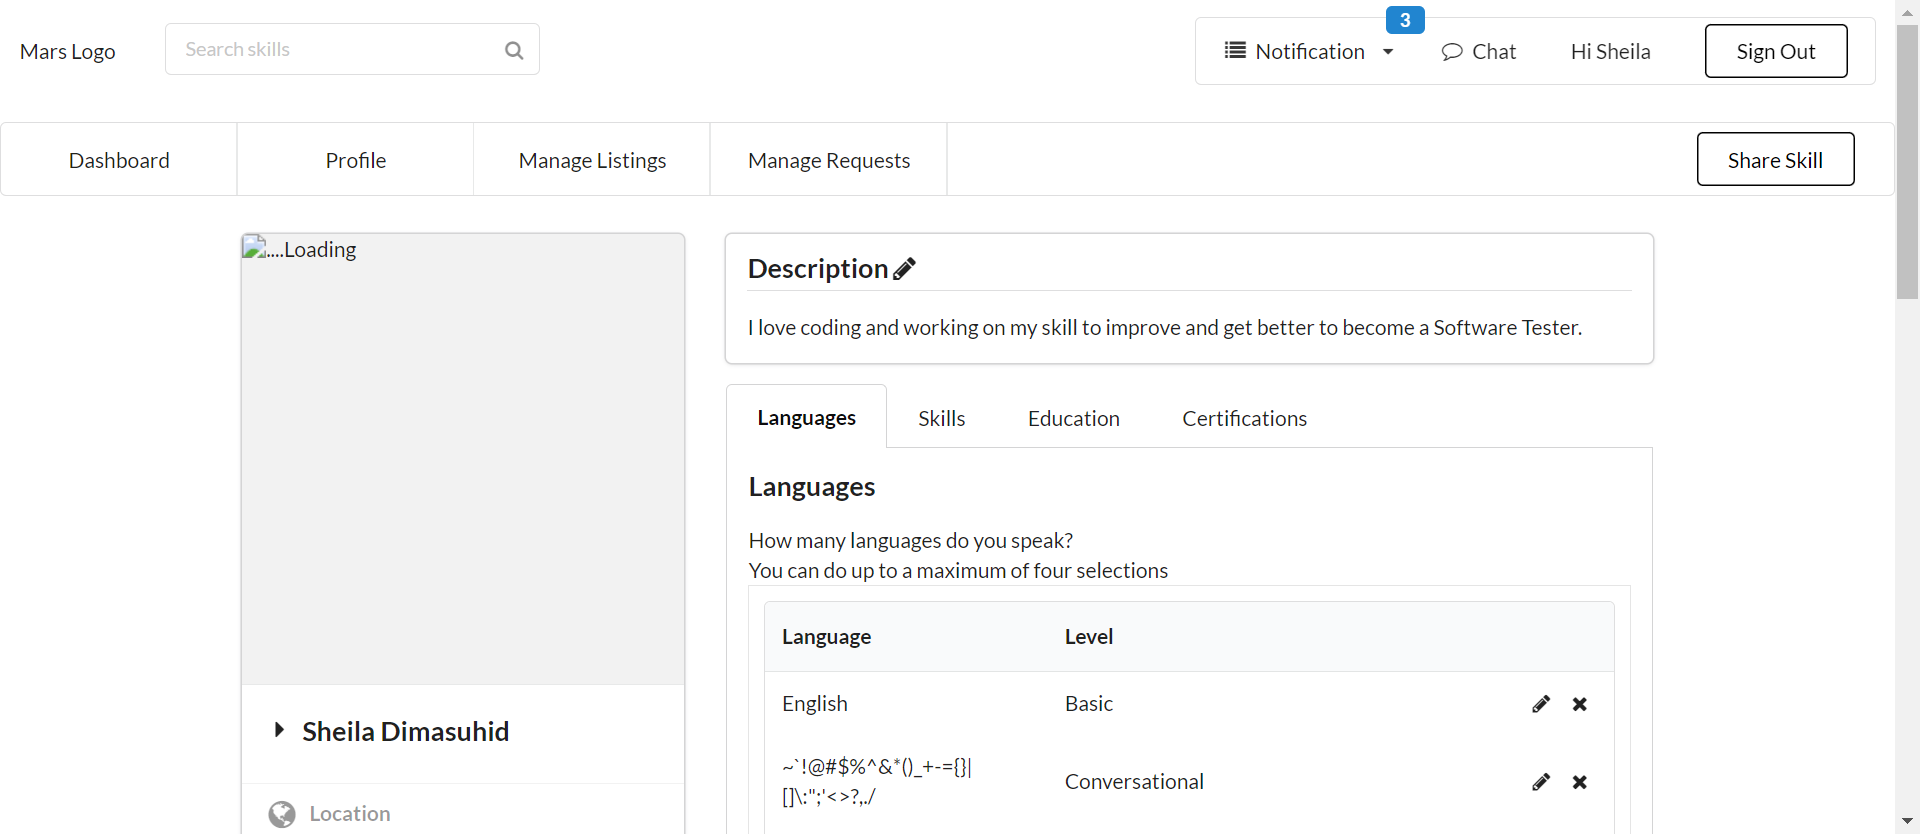 Mars Logo
Search skills
Notification
3
Chat
Hi Sheila
Sign Out
Dashboard
Profile
Manage Listings
Manage Requests
Share Skill
....Loading
Sheila Dimasuhid
Location
Description
I love coding and working on my skill to improve and get better to become a Software Tester.
Languages
Skills
Education
Certifications
Languages
How many languages do you speak?
You can do up to a maximum of four selections
Language Level
English Basic
~`!@#$%^&*()_+-={}|
[]\:";'<>?,./
Conversational